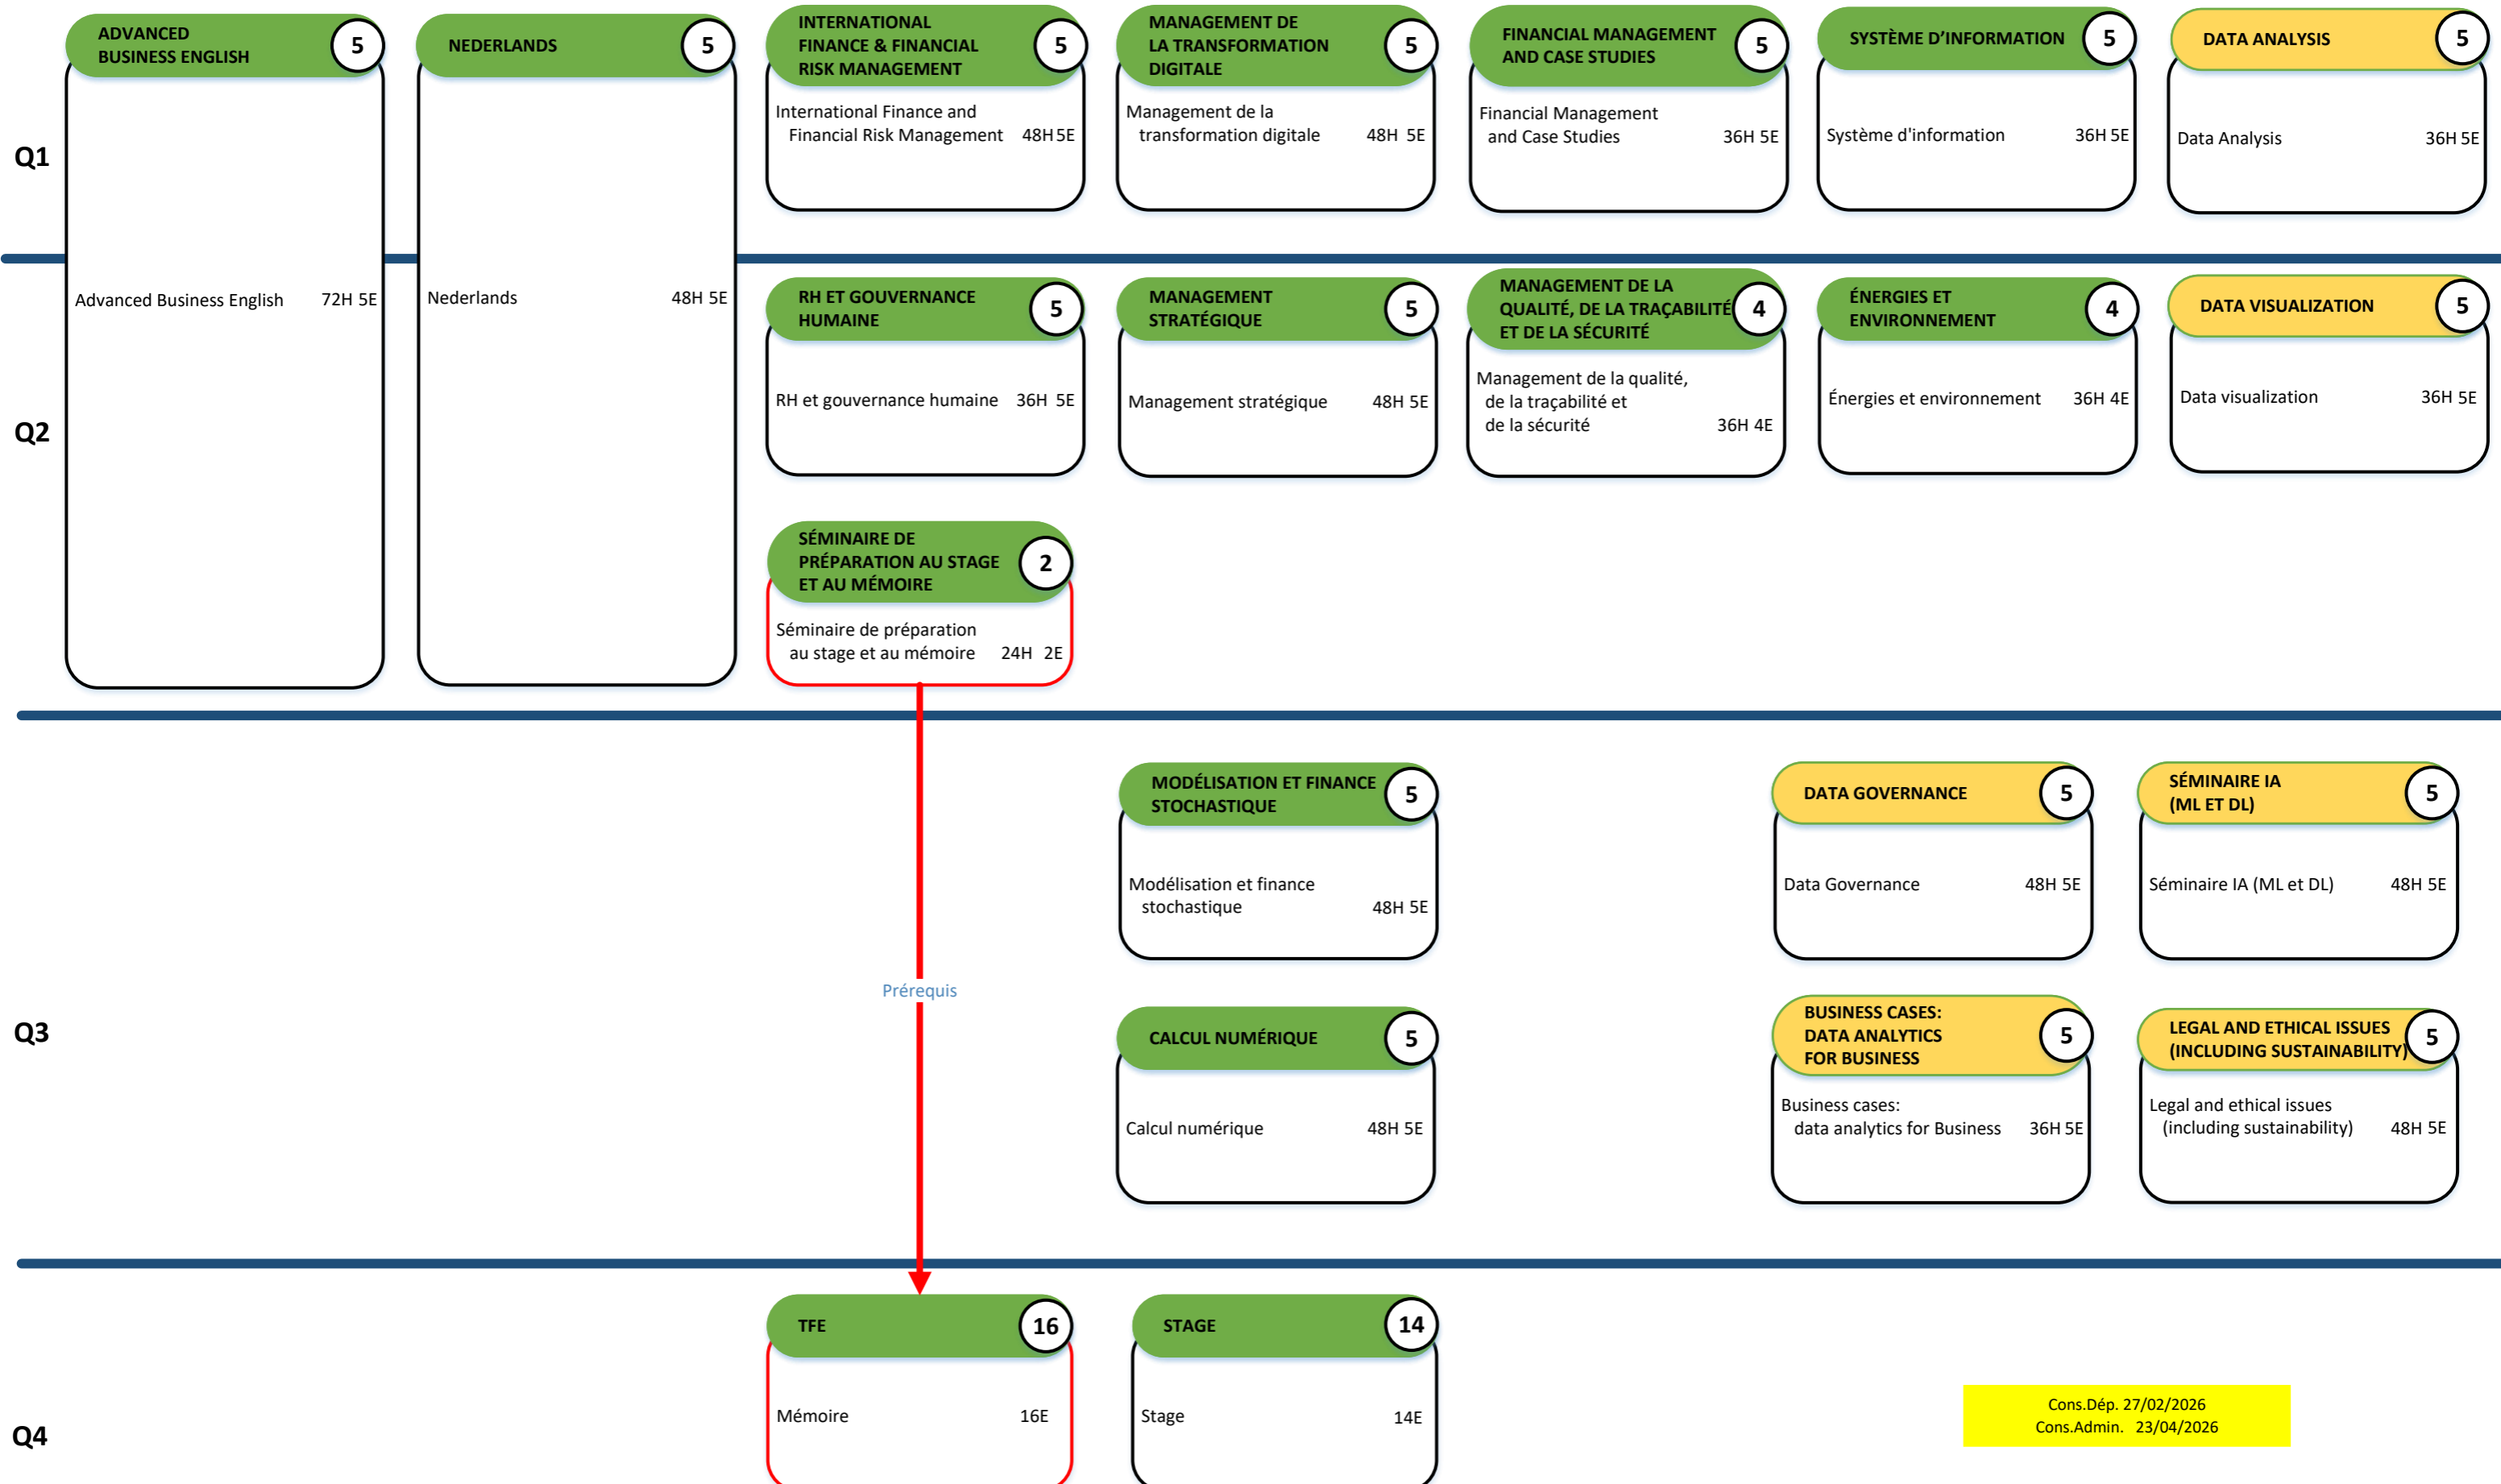 ADVANCED
BUSINESS ENGLISH
5
NEDERLANDS
5
INTERNATIONAL
FINANCE & FINANCIAL
RISK MANAGEMENT
5
MANAGEMENT DE
LA TRANSFORMATION
DIGITALE
5
FINANCIAL MANAGEMENT
AND CASE STUDIES
5
SYSTÈME D'INFORMATION
5
DATA ANALYSIS
5
Q1
International Finance and
Financial Risk Management 48H 5E
Management de la
transformation digitale 48H 5E
Financial Management
and Case Studies 36H 5E
Système d'information 36H 5E
Data Analysis 36H 5E
Advanced Business English 72H 5E
Nederlands 48H 5E
RH ET GOUVERNANCE
HUMAINE
5
MANAGEMENT
STRATÉGIQUE
5
MANAGEMENT DE LA
QUALITÉ, DE LA TRAÇABILITÉ
ET DE LA SÉCURITÉ
4
ÉNERGIES ET
ENVIRONNEMENT
4
DATA VISUALIZATION
5
Q2
RH et gouvernance humaine 36H 5E
Management stratégique 48H 5E
Management de la qualité,
de la traçabilité et
de la sécurité 36H 4E
Énergies et environnement 36H 4E
Data visualization 36H 5E
SÉMINAIRE DE
PRÉPARATION AU STAGE
ET AU MÉMOIRE
2
Séminaire de préparation
au stage et au mémoire 24H 2E
MODÉLISATION ET FINANCE
STOCHASTIQUE
5
DATA GOVERNANCE
5
SÉMINAIRE IA
(ML ET DL)
5
Modélisation et finance
stochastique 48H 5E
Data Governance 48H 5E
Séminaire IA (ML et DL) 48H 5E
Prérequis
Q3
CALCUL NUMÉRIQUE
5
BUSINESS CASES:
DATA ANALYTICS
FOR BUSINESS
5
LEGAL AND ETHICAL ISSUES
(INCLUDING SUSTAINABILITY)
5
Calcul numérique 48H 5E
Business cases:
data analytics for Business 36H 5E
Legal and ethical issues
(including sustainability) 48H 5E
TFE
16
STAGE
14
Q4
Mémoire 16E
Stage 14E
Cons.Dép. 27/02/2026
Cons.Admin. 23/04/2026